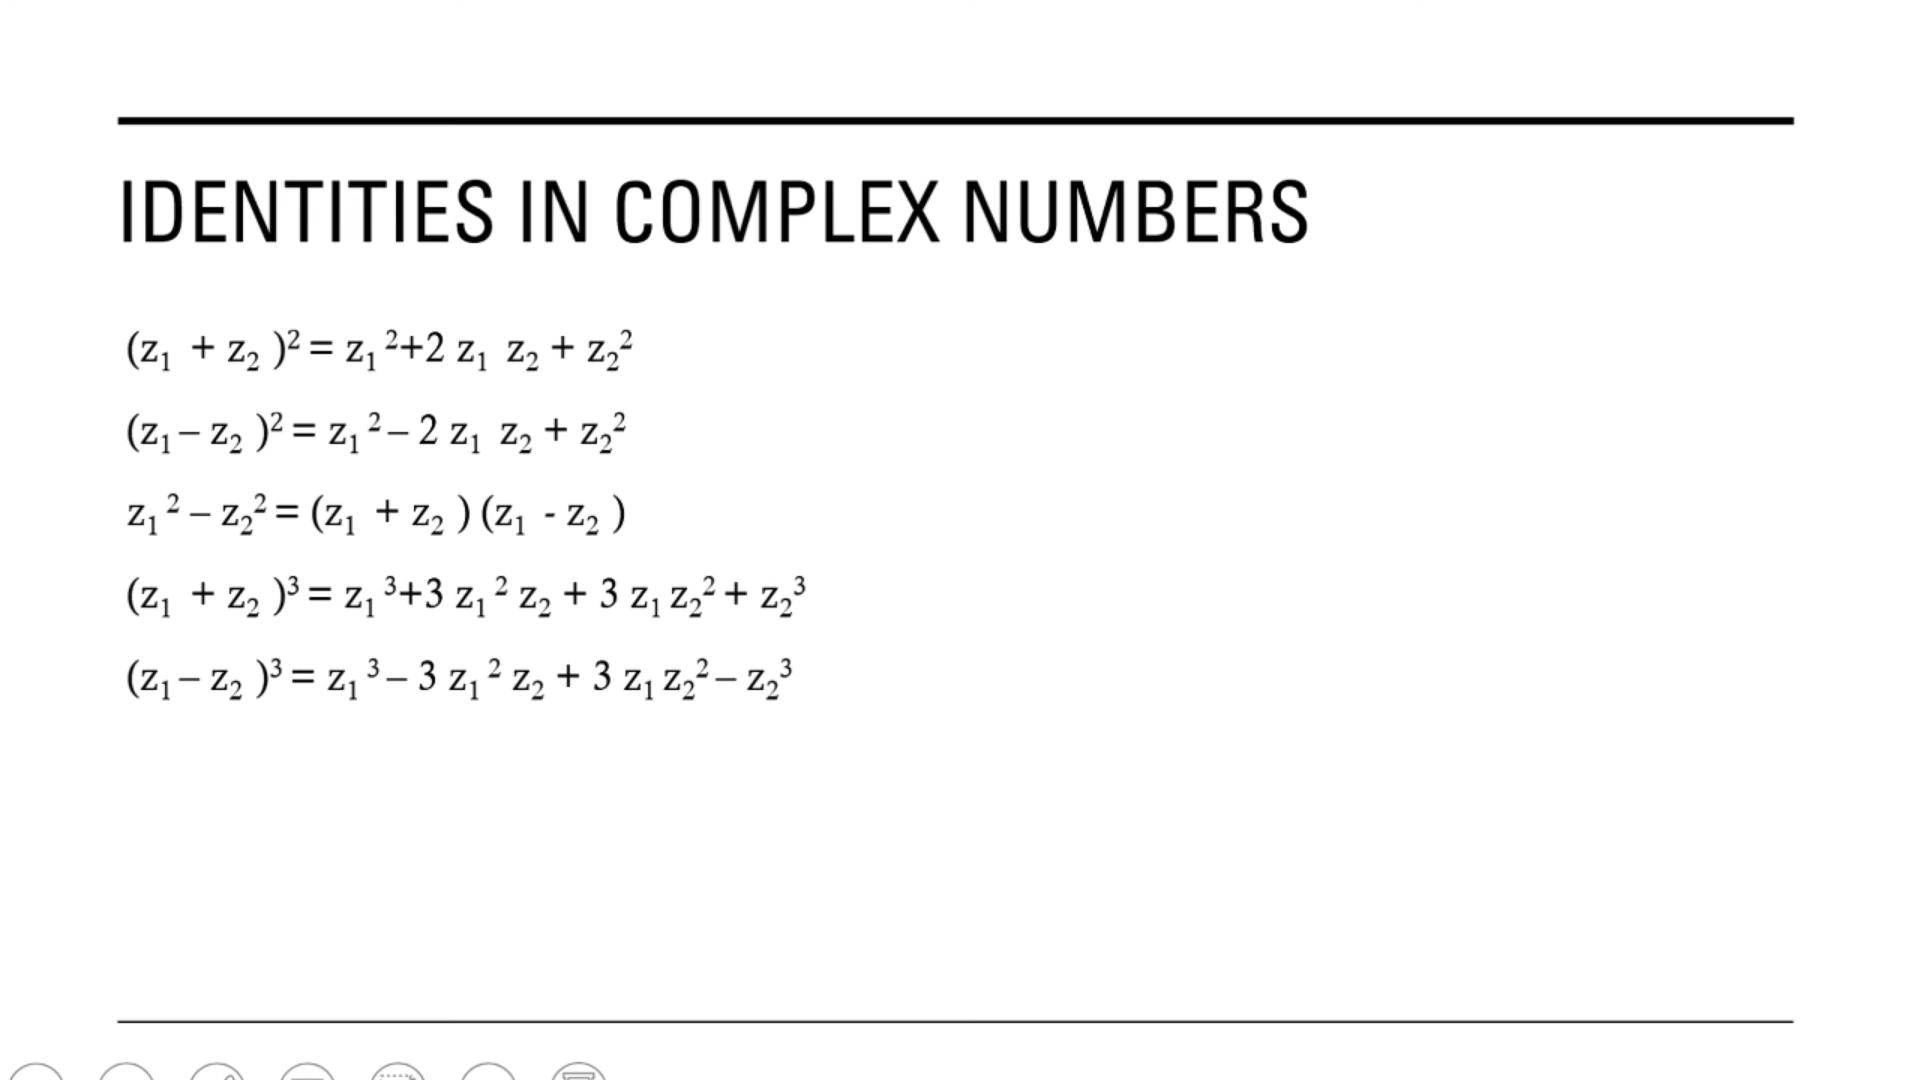 IDENTITIES IN COMPLEX NUMBERS
(z₁ + z₂ )² = z₁ ²+2 z₁ z₂ + z₂²
(z₁ – z₂ )² = z₁ ² – 2 z₁ z₂ + z₂²
z₁ ² – z₂² = (z₁ + z₂ ) (z₁ - z₂ )
(z₁ + z₂ )³ = z₁ ³+3 z₁ ² z₂ + 3 z₁ z₂² + z₂³
(z₁ – z₂ )³ = z₁ ³ – 3 z₁ ² z₂ + 3 z₁ z₂² – z₂³